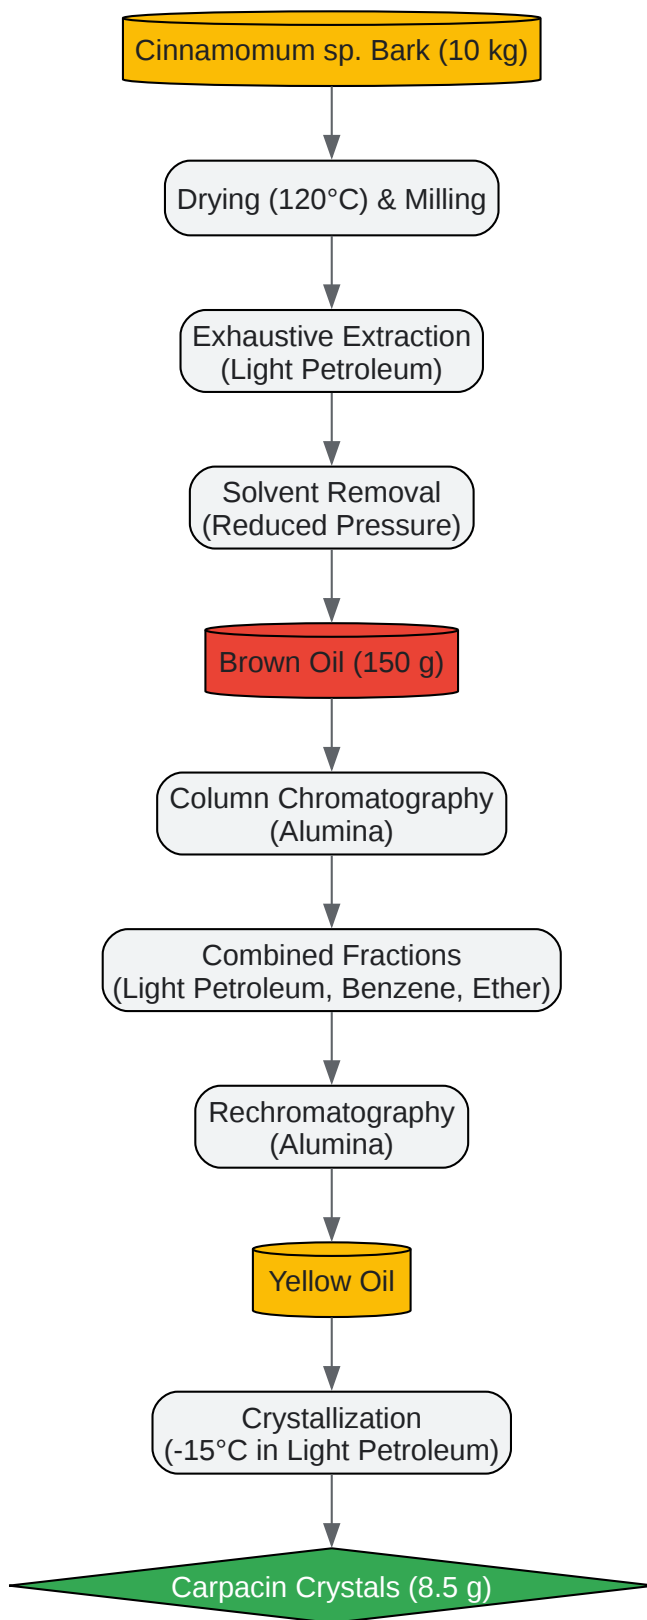 Cinnamomum sp. Bark (10 kg)
Drying (120°C) & Milling
Exhaustive Extraction
(Light Petroleum)
Solvent Removal
(Reduced Pressure)
Brown Oil (150 g)
Column Chromatography
(Alumina)
Combined Fractions
(Light Petroleum, Benzene, Ether)
Rechromatography
(Alumina)
Yellow Oil
Crystallization
(-15°C in Light Petroleum)
Carpacin Crystals (8.5 g)